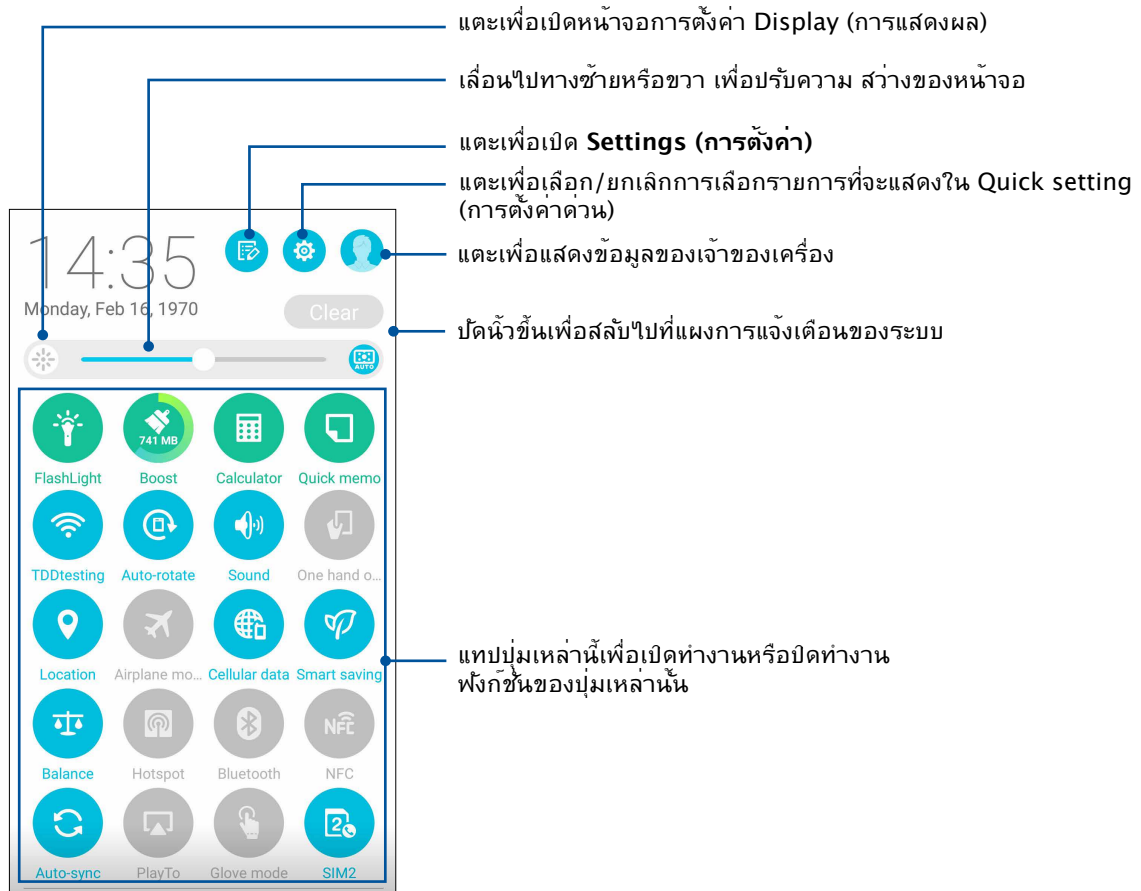 แตะเพื่อเปิดหน้าจอการตั้งค่า Display (การแสดงผล)
เลื่อนไปทางซ้ายหรือขวา เพื่อปรับความ สว่างของหน้าจอ
แตะเพื่อเปิด Settings (การตั้งค่า)
แตะเพื่อเลือก/ยกเลิกการเลือกรายการที่จะแสดงใน Quick setting
(การตั้งค่าด่วน)
แตะเพื่อแสดงข้อมูลของเจ้าของเครื่อง
ปัดนิ้วขึ้นเพื่อสลับไปที่แผงการแจ้งเตือนของระบบ
แทปปุ่มเหล่านี้เพื่อเปิดทำงานหรือปิดทำงาน
ฟังก์ชั่นของปุ่มเหล่านั้น
14:35
Monday, Feb 16, 1970
Clear
AUTO
741 MB
FlashLight Boost Calculator Quick memo
TDDtesting Auto-rotate Sound One hand o...
Location Airplane mo... Cellular data Smart saving
NFC
Balance Hotspot Bluetooth NFC
2
Auto-sync PlayTo Glove mode SIM2